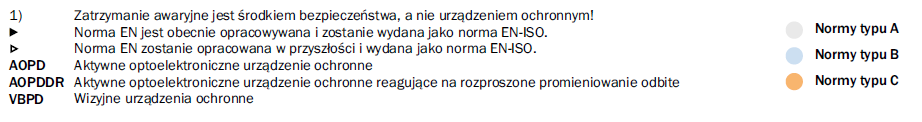 1) Zatrzymanie awaryjne jest środkiem bezpieczeństwa, a nie urządzeniem ochronnym!
► Norma EN jest obecnie opracowywana i zostanie wydana jako norma EN-ISO.
▻ Norma EN zostanie opracowana w przyszłości i wydana jako norma EN-ISO.
AOPD Aktywne optoelektroniczne urządzenie ochronne
AOPDDR Aktywne optoelektroniczne urządzenie ochronne reagujące na rozproszone promieniowanie odbite
VBPD Wizyjne urządzenia ochronne
Normy typu A
Normy typu B
Normy typu C